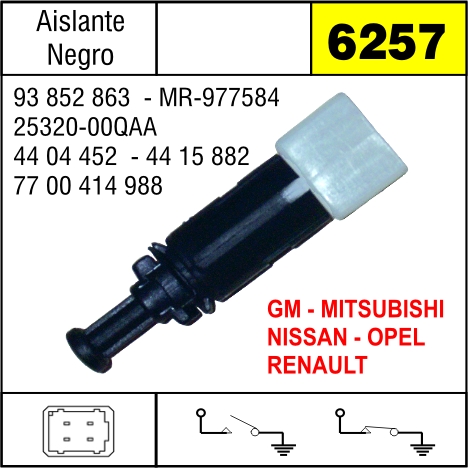 Aislante
Negro
6257
93 852 863 - MR-977584
25320-00QAA
44 04 452 - 44 15 882
77 00 414 988
GM - MITSUBISHI
NISSAN - OPEL
RENAULT